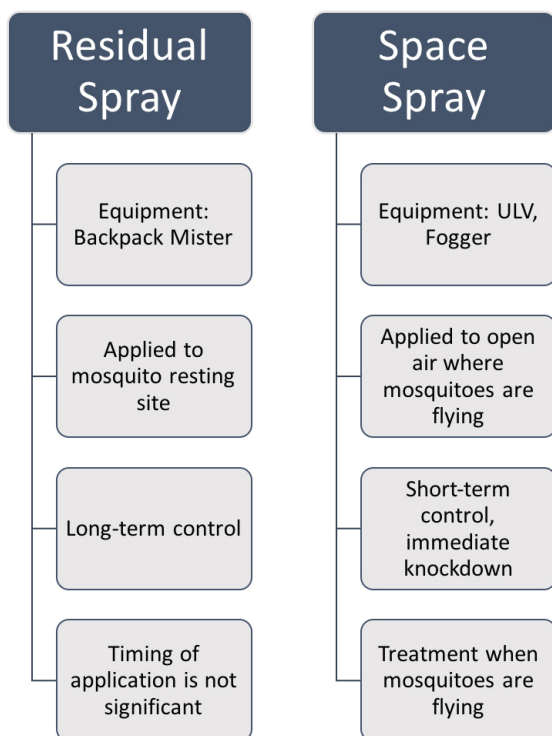 Residual
Spray
Equipment:
Backpack Mister
Applied to
mosquito resting
site
Long-term control
Timing of
application is not
significant
Space
Spray
Equipment: ULV,
Fogger
Applied to open
air where
mosquitoes are
flying
Short-term
control,
immediate
knockdown
Treatment when
mosquitoes are
flying